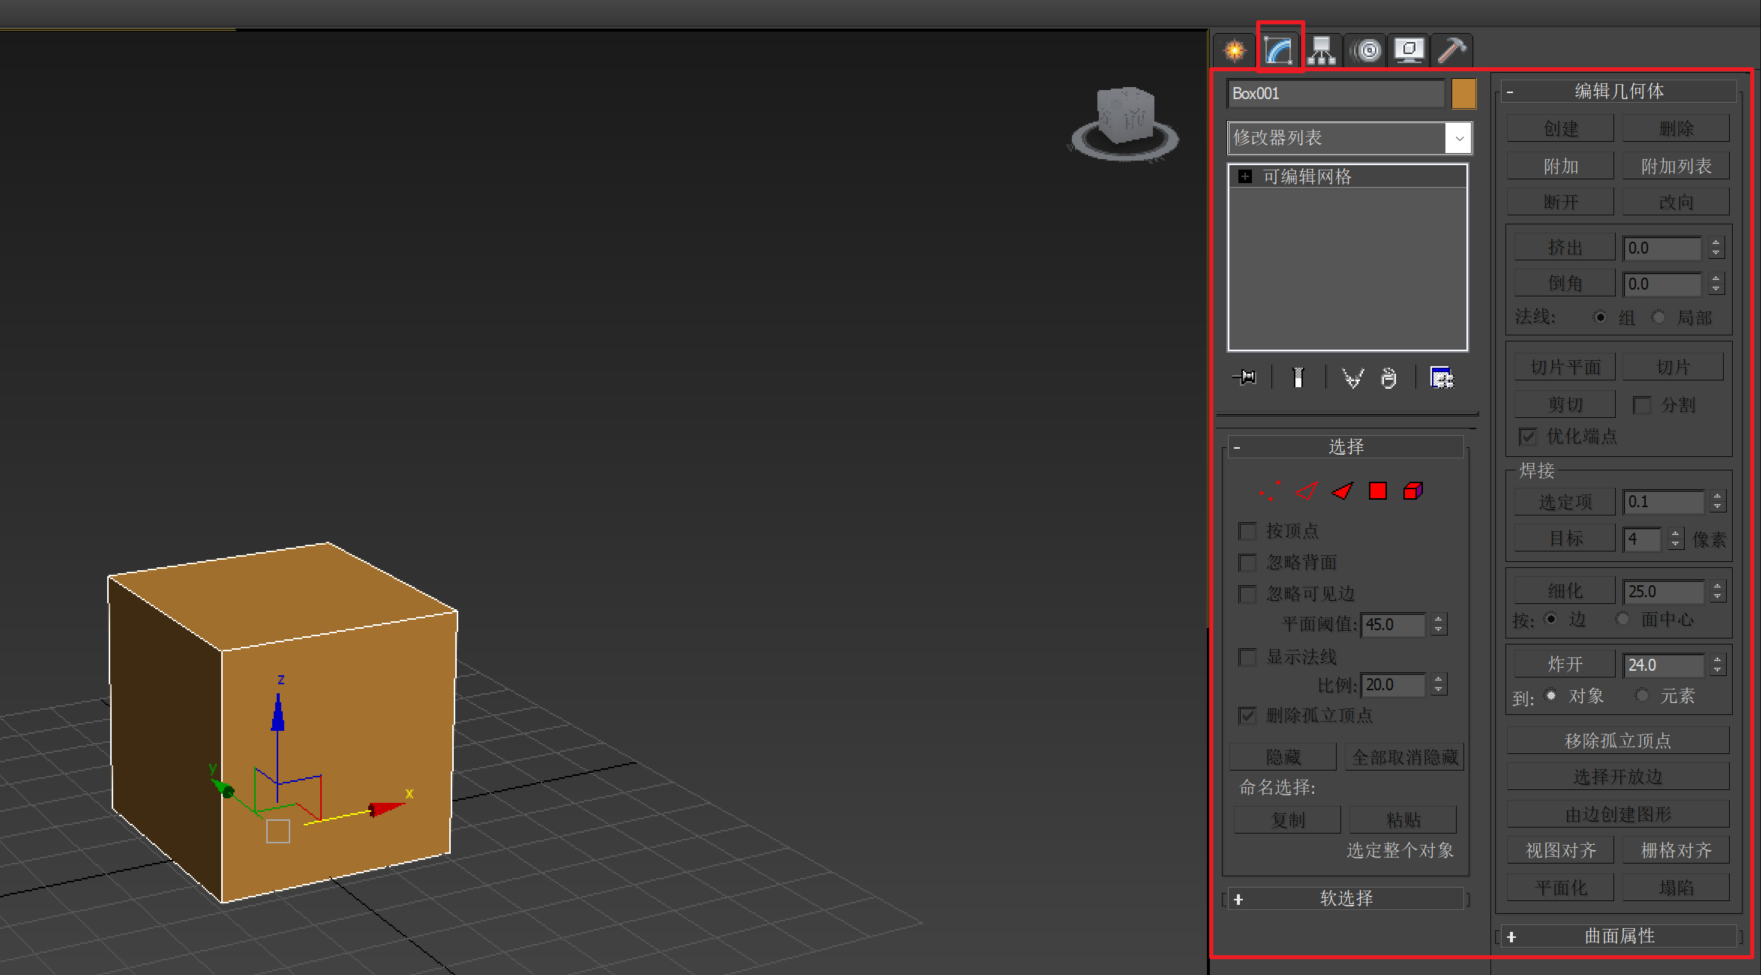 Box001
修改器列表
可编辑网格
选择
按顶点
忽略背面
忽略可见边
平面阈值: 45.0
显示法线
比例: 20.0
删除孤立顶点
隐藏 全部取消隐藏
命名选择:
复制 粘贴
选定整个对象
软选择
编辑几何体
创建 删除
附加 附加列表
断开 改向
挤出 0.0
倒角 0.0
法线: 组 局部
切片平面 切片
剪切 分割
优化端点
焊接
选定项 0.1
目标 4 像素
细化 25.0
按: 边 面中心
炸开 24.0
到: 对象 元素
移除孤立顶点
选择开放边
由边创建图形
视图对齐 栅格对齐
平面化 塌陷
曲面属性
前
z
y
x